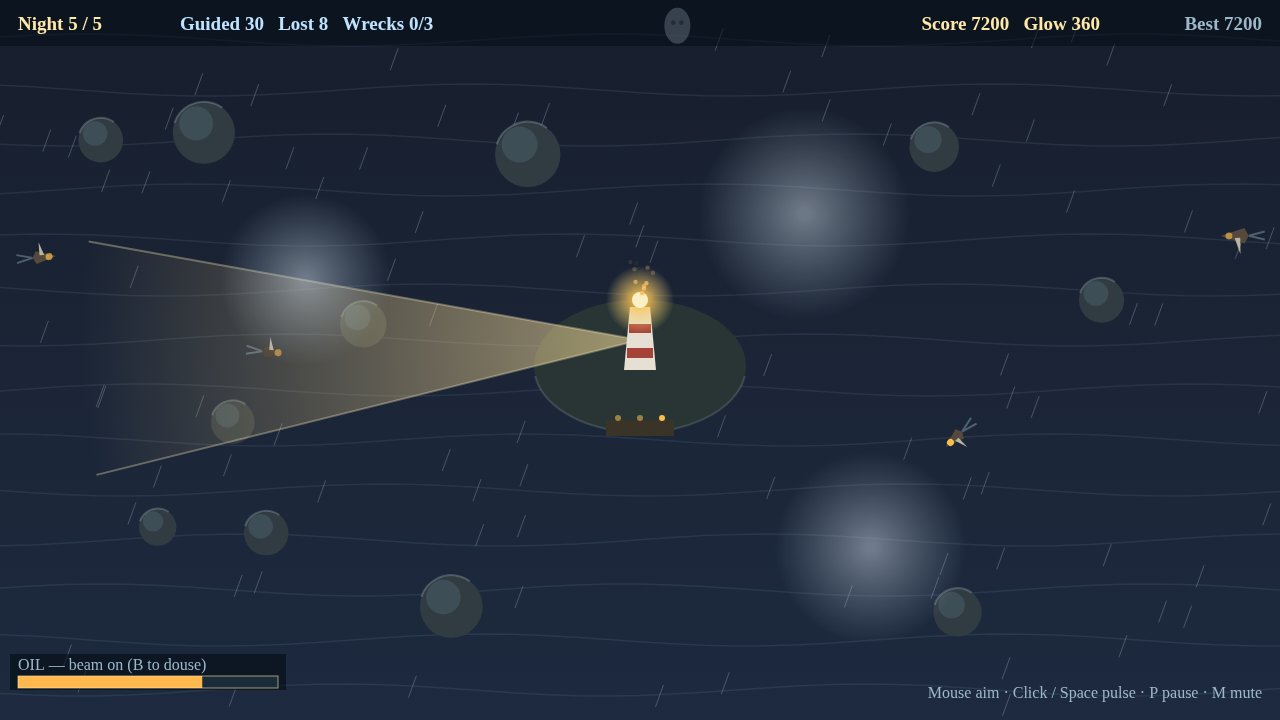 Night 5 / 5 Guided 30 Lost 8 Wrecks 0/3 Score 7200 Glow 360 Best 7200
OIL — beam on (B to douse)
Mouse aim · Click / Space pulse · P pause · M mute